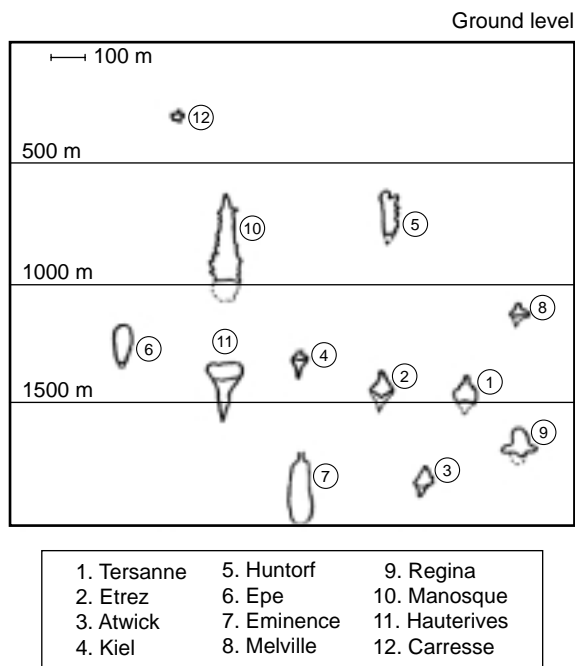 Ground level
100 m
12
500 m
10
5
1000 m
8
11
6
4
2
1
1500 m
9
7
3
1. Tersanne 5. Huntorf 9. Regina
2. Etrez 6. Epe 10. Manosque
3. Atwick 7. Eminence 11. Hauterives
4. Kiel 8. Melville 12. Carresse